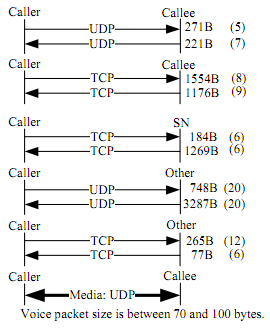 Caller Callee
UDP 271B (5)
UDP 221B (7)
Caller Callee
TCP 1554B (8)
TCP 1176B (9)
Caller SN
TCP 184B (6)
TCP 1269B (6)
Caller Other
UDP 748B (20)
UDP 3287B (20)
Caller Other
TCP 265B (12)
TCP 77B (6)
Caller Callee
Media: UDP
Voice packet size is between 70 and 100 bytes.